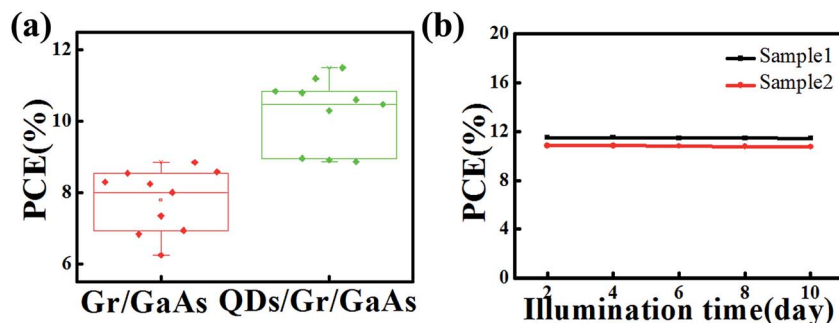 (a)
PCE(%)
12
10
8
6
Gr/GaAs QDs/Gr/GaAs
(b)
PCE(%)
20
16
12
8
4
0
Sample1
Sample2
2 4 6 8 10
Illumination time(day)